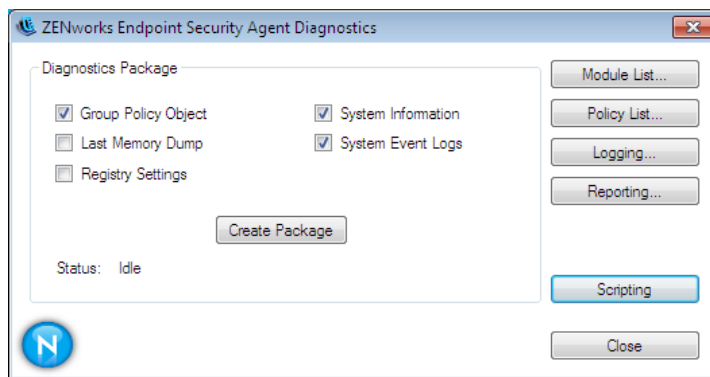 ZENworks Endpoint Security Agent Diagnostics
Diagnostics Package
Group Policy Object
System Information
Last Memory Dump
System Event Logs
Registry Settings
Create Package
Status: Idle
Module List...
Policy List...
Logging...
Reporting...
Scripting
Close
N